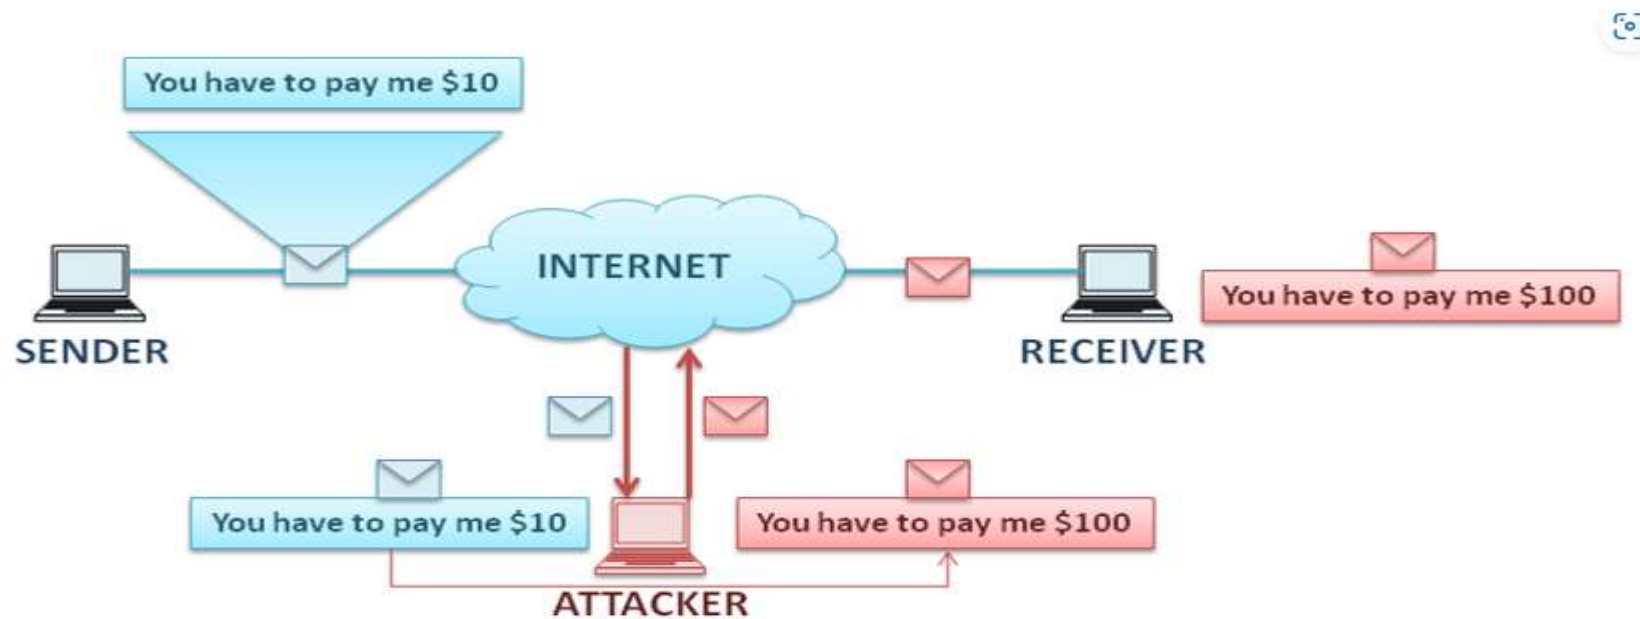 You have to pay me $10
INTERNET
SENDER
RECEIVER
You have to pay me $100
You have to pay me $10
You have to pay me $100
ATTACKER